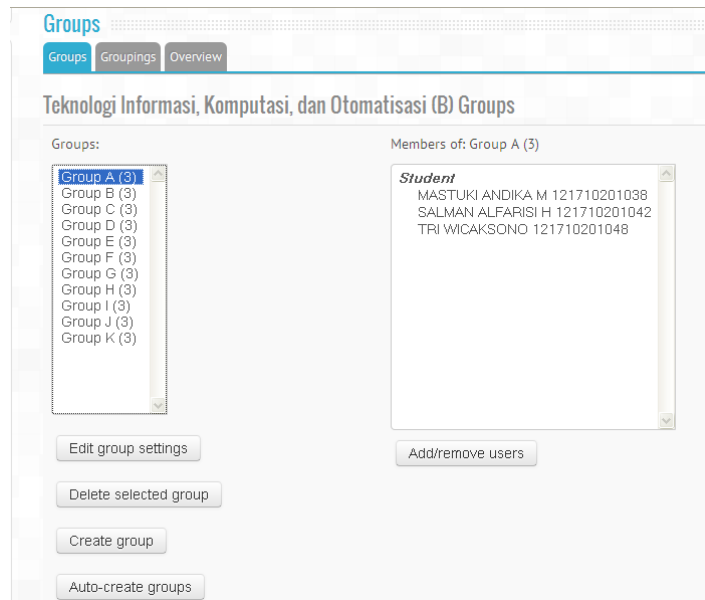 Groups
Groups Groupings Overview
Teknologi Informasi, Komputasi, dan Otomatisasi (B) Groups
Groups:
Group A (3)
Group B (3)
Group C (3)
Group D (3)
Group E (3)
Group F (3)
Group G (3)
Group H (3)
Group I (3)
Group J (3)
Group K (3)
Edit group settings
Delete selected group
Create group
Auto-create groups
Members of: Group A (3)
Student
MASTUKI ANDIKA M 121710201038
SALMAN ALFARISI H 121710201042
TRI WICAKSONO 121710201048
Add/remove users